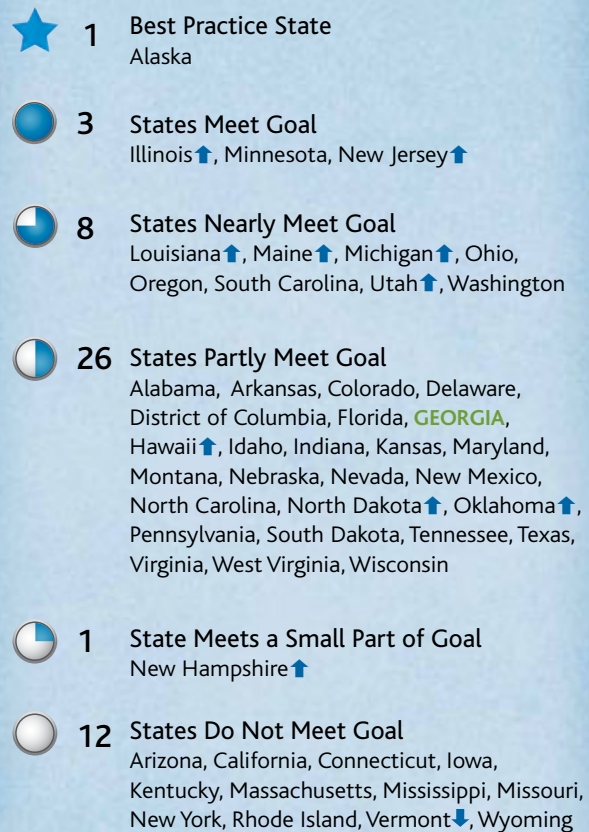 1 Best Practice State
Alaska
3 States Meet Goal
Illinois⬆, Minnesota, New Jersey⬆
8 States Nearly Meet Goal
Louisiana⬆, Maine⬆, Michigan⬆, Ohio,
Oregon, South Carolina, Utah⬆, Washington
26 States Partly Meet Goal
Alabama, Arkansas, Colorado, Delaware,
District of Columbia, Florida, GEORGIA,
Hawaii⬆, Idaho, Indiana, Kansas, Maryland,
Montana, Nebraska, Nevada, New Mexico,
North Carolina, North Dakota⬆, Oklahoma⬆,
Pennsylvania, South Dakota, Tennessee, Texas,
Virginia, West Virginia, Wisconsin
1 State Meets a Small Part of Goal
New Hampshire⬆
12 States Do Not Meet Goal
Arizona, California, Connecticut, Iowa,
Kentucky, Massachusetts, Mississippi, Missouri,
New York, Rhode Island, Vermont⬇, Wyoming